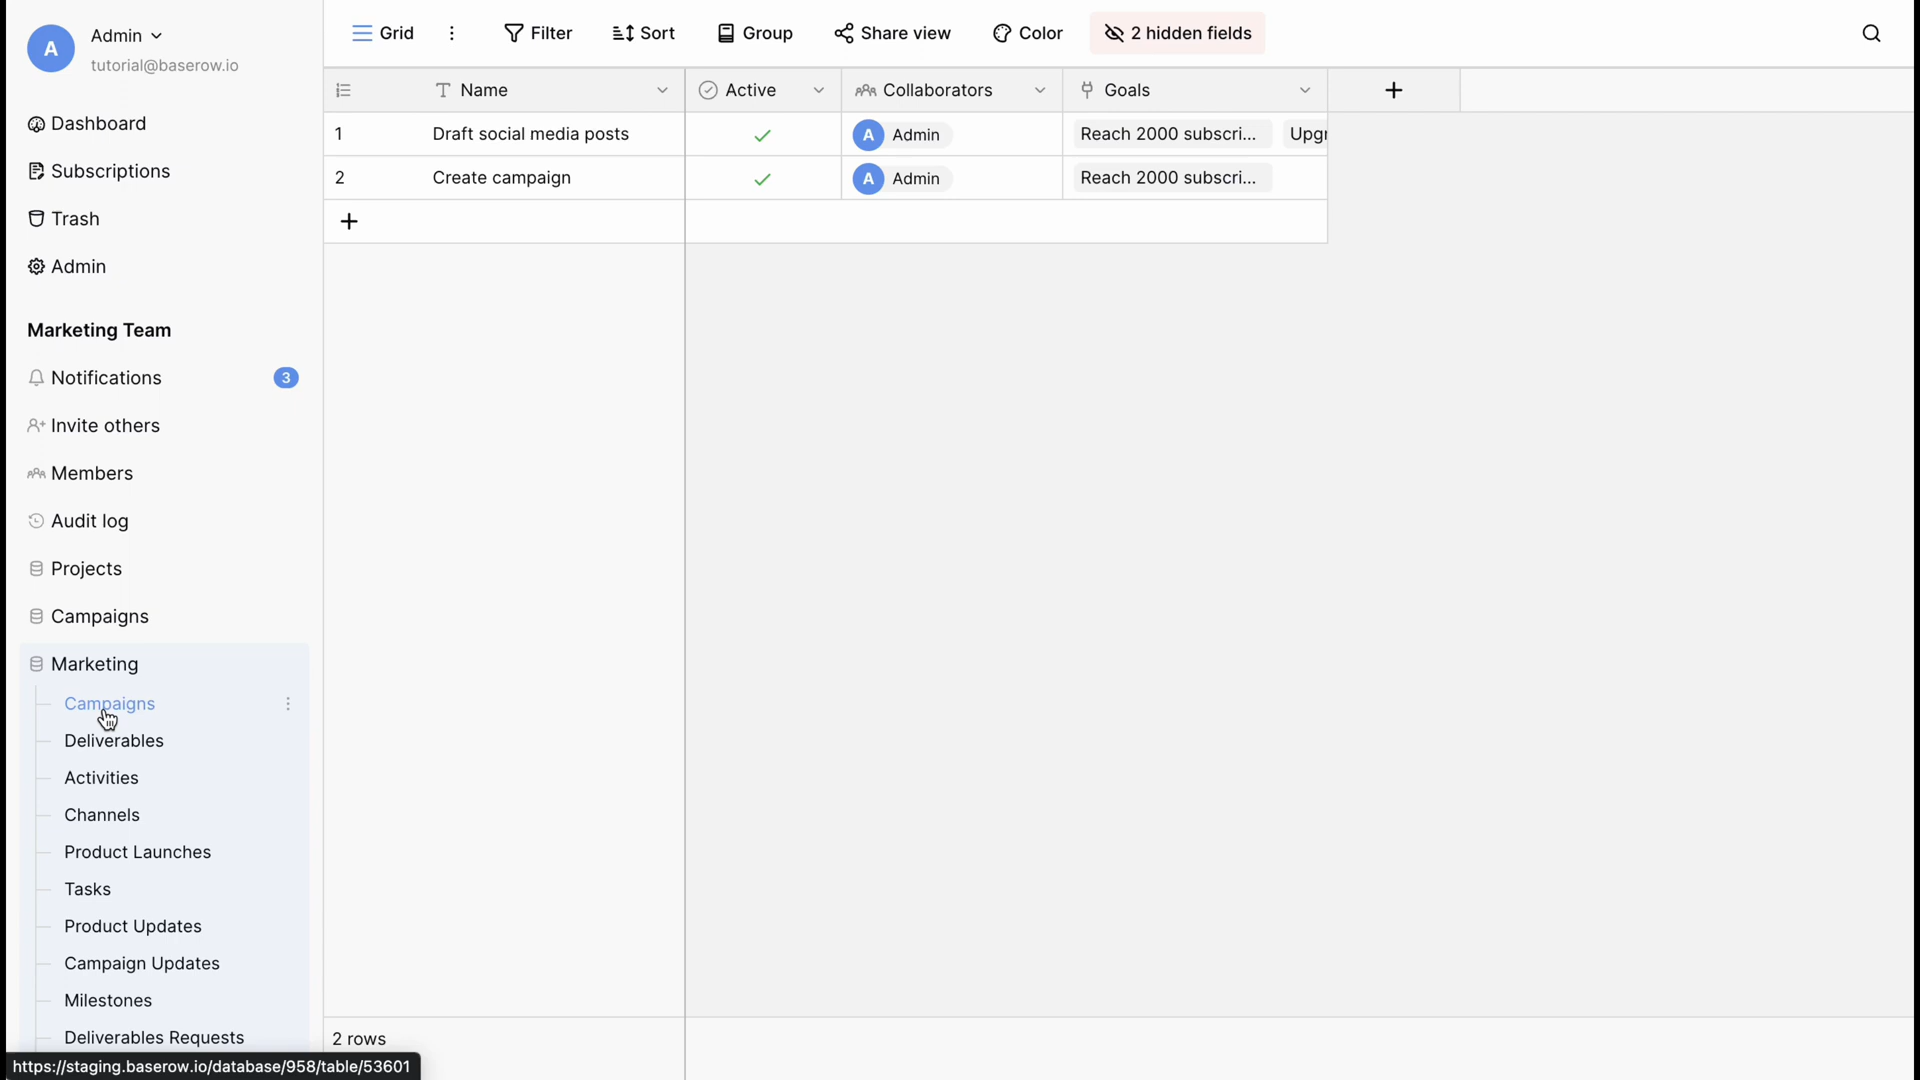 A
Admin
tutorial@baserow.io
Dashboard
Subscriptions
Trash
Admin
Marketing Team
Notifications 3
Invite others
Members
Audit log
Projects
Campaigns
Marketing
Campaigns
Deliverables
Activities
Channels
Product Launches
Tasks
Product Updates
Campaign Updates
Milestones
Deliverables Requests
https://staging.baserow.io/database/958/table/53601
Grid Filter Sort Group Share view Color 2 hidden fields
Name Active Collaborators Goals
1 Draft social media posts A Admin Reach 2000 subscri... Upgr
2 Create campaign A Admin Reach 2000 subscri...
2 rows